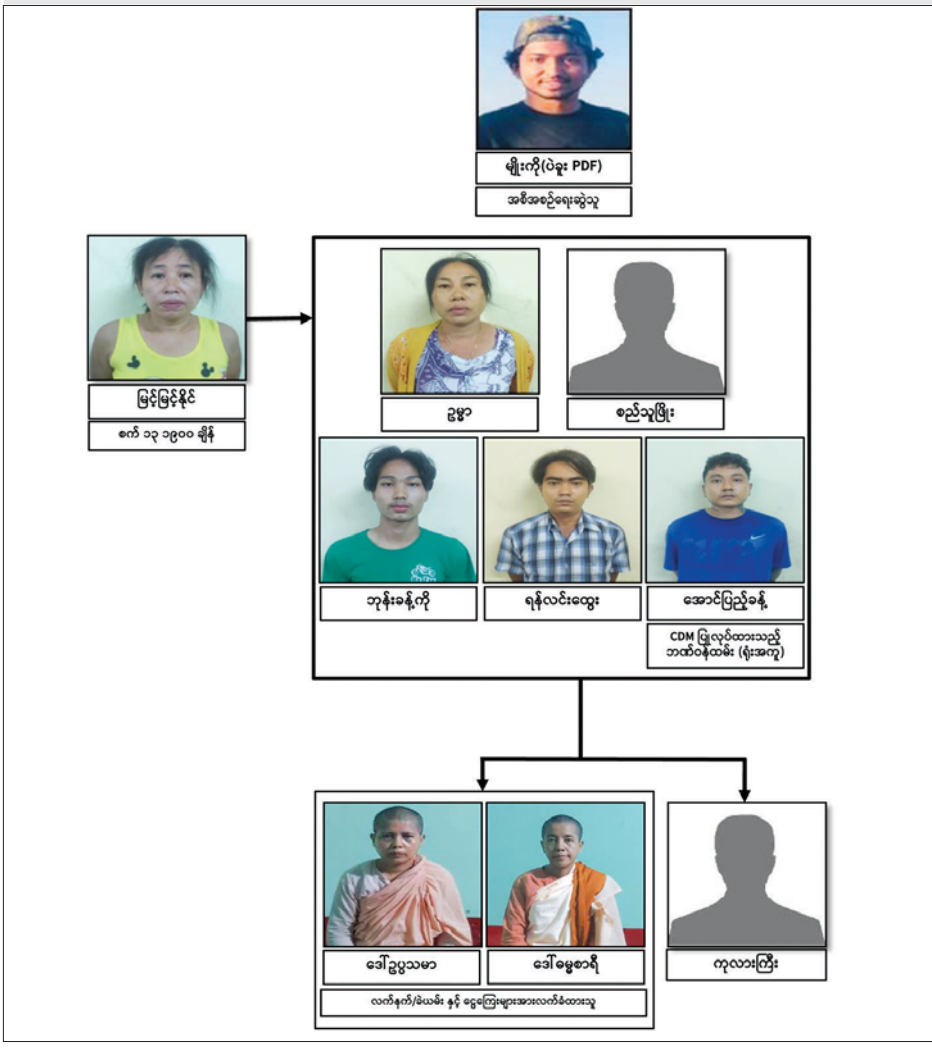 မျိုးကို(ပဲခူး PDF)
အစီအစဉ်ရေးဆွဲသူ
မြင့်မြင့်နိုင်
စက် ၁၃ ၁၉၀၀ ချိန်
ဥမ္မာ
စည်သူဖြိုး
ဘုန်းခန့်ကို
ရန်လင်းထွေး
အောင်ပြည့်ခန့်
CDM ပြုလုပ်ထားသည့်
ဘဏ်ဝန်ထမ်း (ရုံးအကူ)
ဒေါ်ဥပ္ပသမာ
ဒေါ်ဓမ္မစာရီ
ကုလားကြီး
လက်နက်/ခဲယမ်း နှင့် ငွေကြေးများအားလက်ခံထားသူ